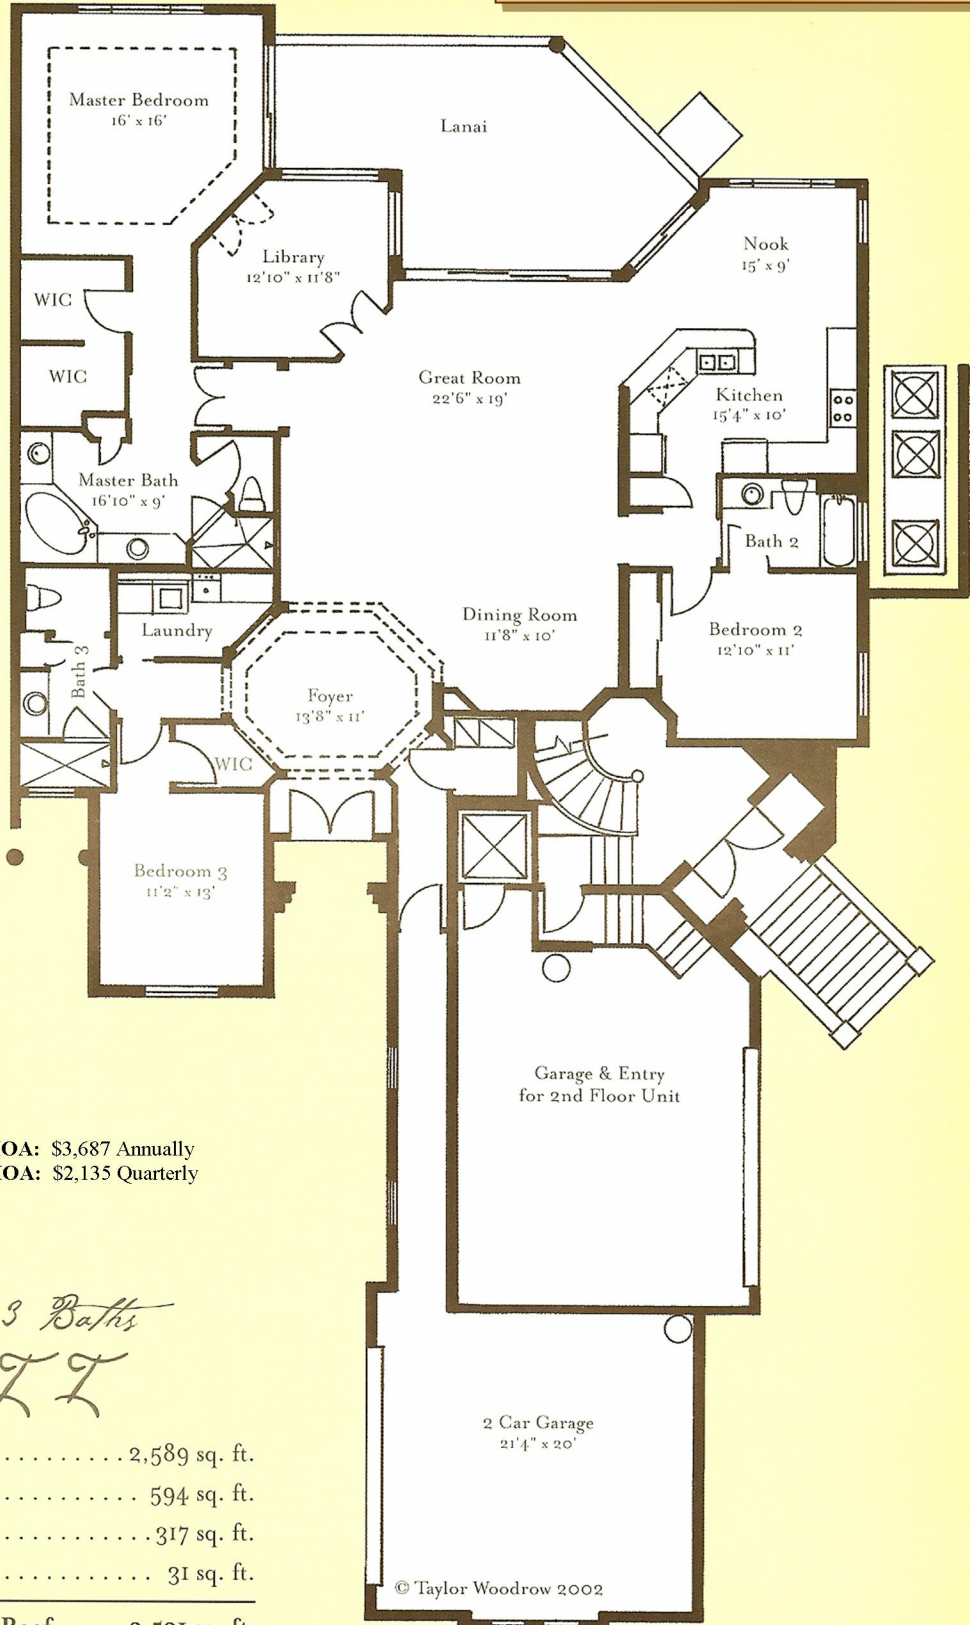 Master Bedroom
16' x 16'
Lanai
Library
12'10" x 11'8"
Nook
15' x 9'
WIC
WIC
Great Room
22'6" x 19'
Kitchen
15'4" x 10'
Master Bath
16'10" x 9'
Bath 2
Laundry
Dining Room
11'8" x 10'
Bedroom 2
12'10" x 11'
Bath 3
Foyer
13'8" x 11'
WIC
Bedroom 3
11'2" x 13'
Garage & Entry
for 2nd Floor Unit
OA: $3,687 Annually
OA: $2,135 Quarterly
3 Baths
2 Car Garage
21'4" x 20'
.........2,589 sq. ft.
.......... 594 sq. ft.
...........317 sq. ft.
........... 31 sq. ft.
© Taylor Woodrow 2002